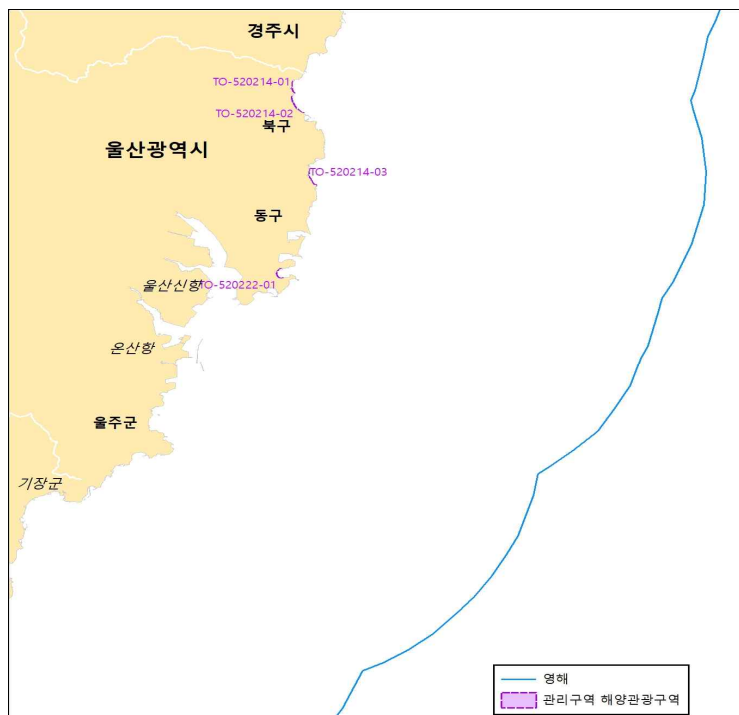 경주시
TO-520214-01
TO-520214-02
북구
울산광역시
TO-520214-03
동구
울산신항
TO-520222-01
온산항
울주군
기장군
영해
관리구역 해양관광구역